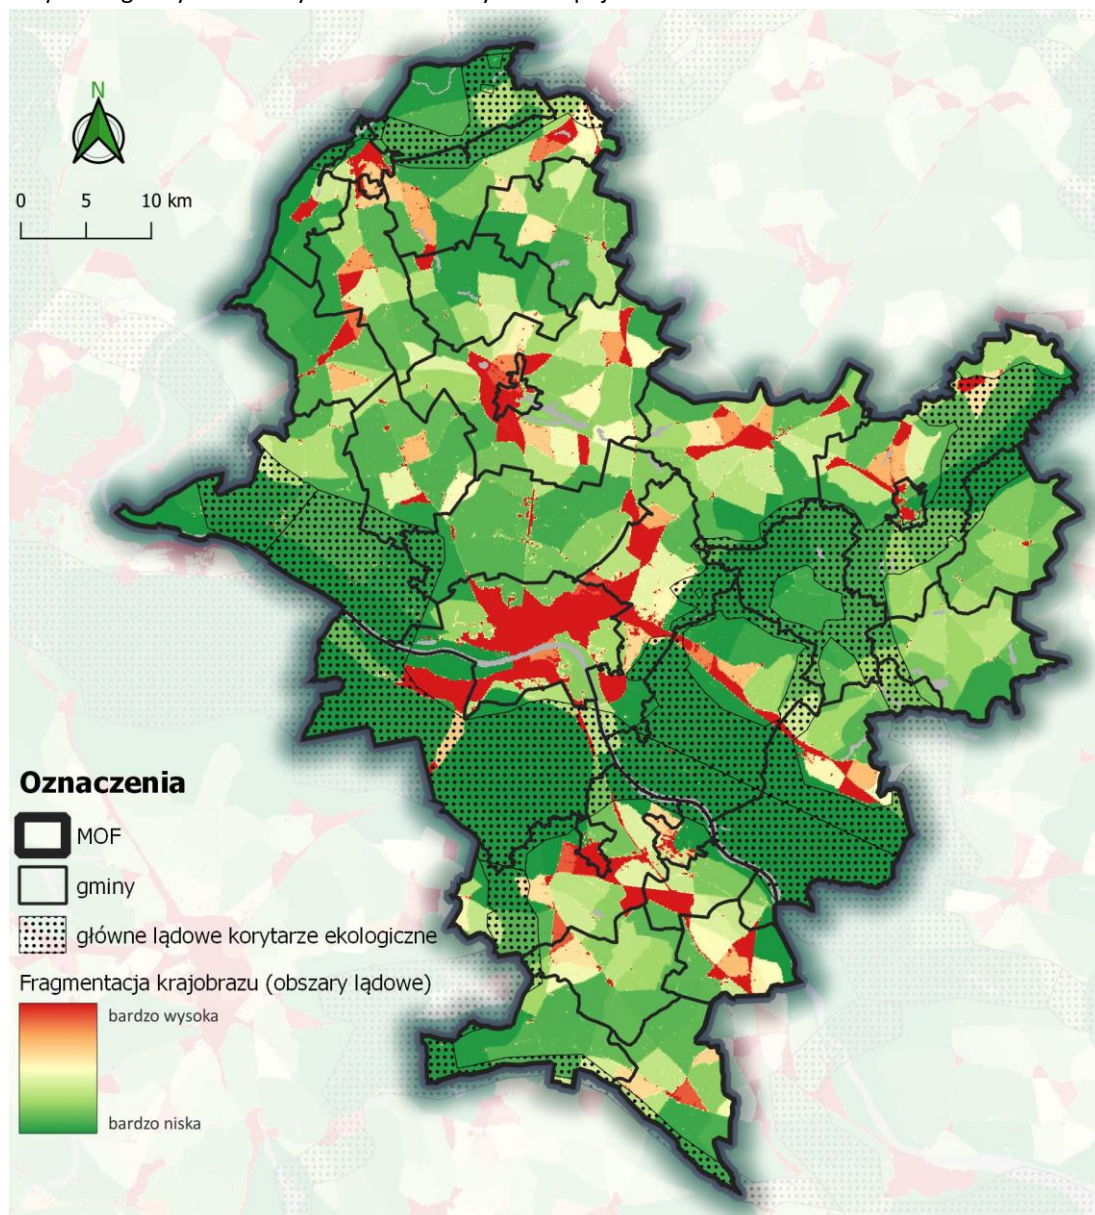 N
0 5 10 km
Oznaczenia
MOF
gminy
główne lądowe korytarze ekologiczne
Fragmentacja krajobrazu (obszary lądowe)
bardzo wysoka
bardzo niska